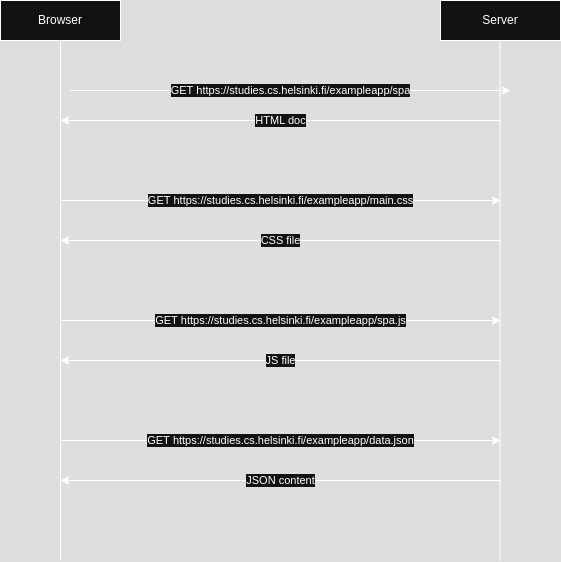 Browser
Server
GET https://studies.cs.helsinki.fi/exampleapp/spa
HTML doc
GET https://studies.cs.helsinki.fi/exampleapp/main.css
CSS file
GET https://studies.cs.helsinki.fi/exampleapp/spa.js
JS file
GET https://studies.cs.helsinki.fi/exampleapp/data.json
JSON content